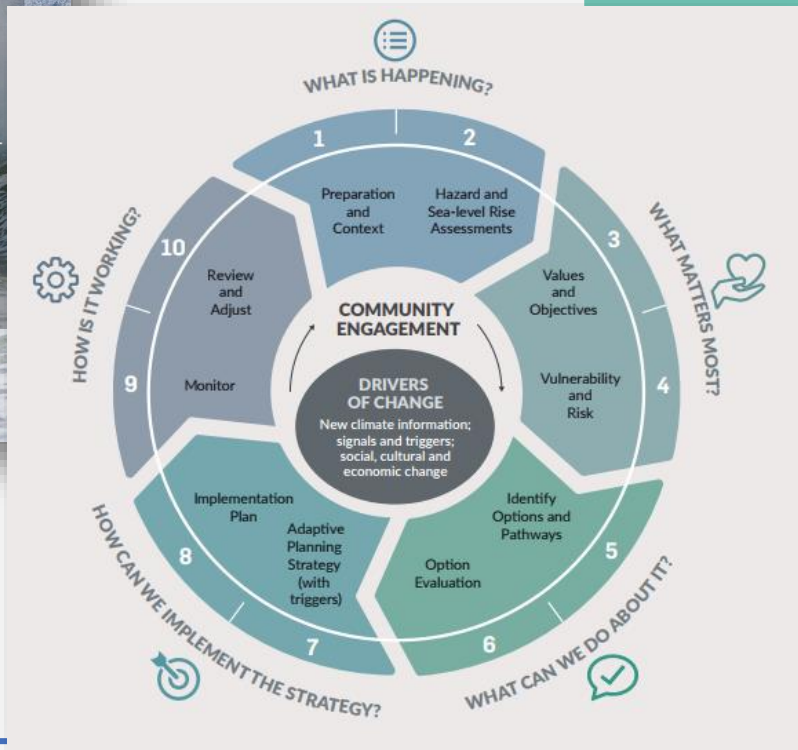 WHAT IS HAPPENING?
1
2
Preparation
and
Context
Hazard and
Sea-level Rise
Assessments
WHAT MATTERS MOST?
3
Values
and
Objectives
4
Vulnerability
and
Risk
WHAT CAN WE DO ABOUT IT?
5
Identify
Options and
Pathways
6
Option
Evaluation
HOW CAN WE IMPLEMENT THE STRATEGY?
7
Adaptive
Planning
Strategy
(with
triggers)
8
Implementation
Plan
HOW IS IT WORKING?
9
Monitor
10
Review
and
Adjust
COMMUNITY
ENGAGEMENT
DRIVERS
OF CHANGE
New climate information;
signals and triggers;
social, cultural and
economic change